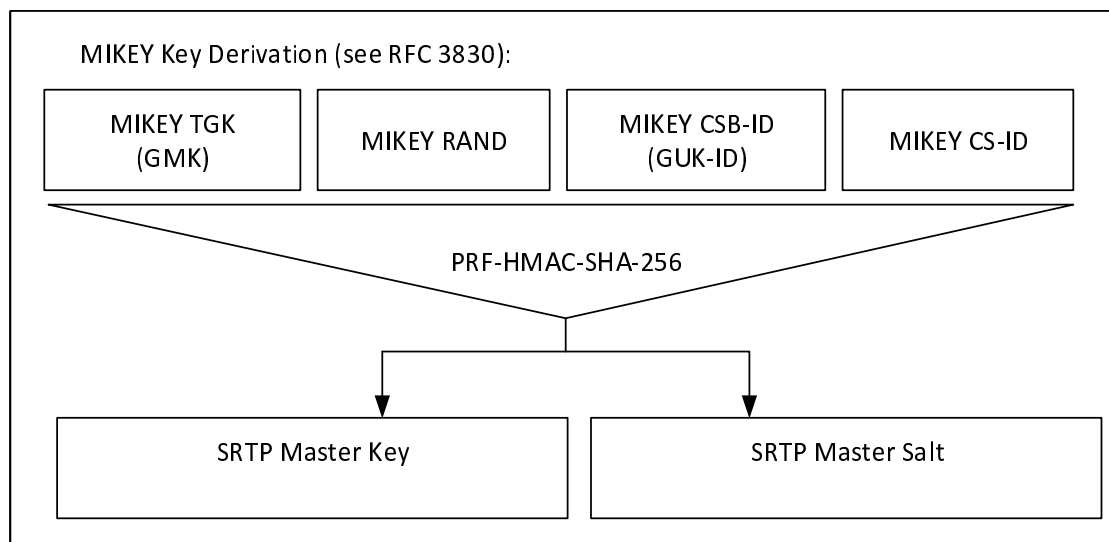 MIKEY Key Derivation (see RFC 3830):
MIKEY TGK
(GMK)
MIKEY RAND
MIKEY CSB-ID
(GUK-ID)
MIKEY CS-ID
PRF-HMAC-SHA-256
SRTP Master Key
SRTP Master Salt